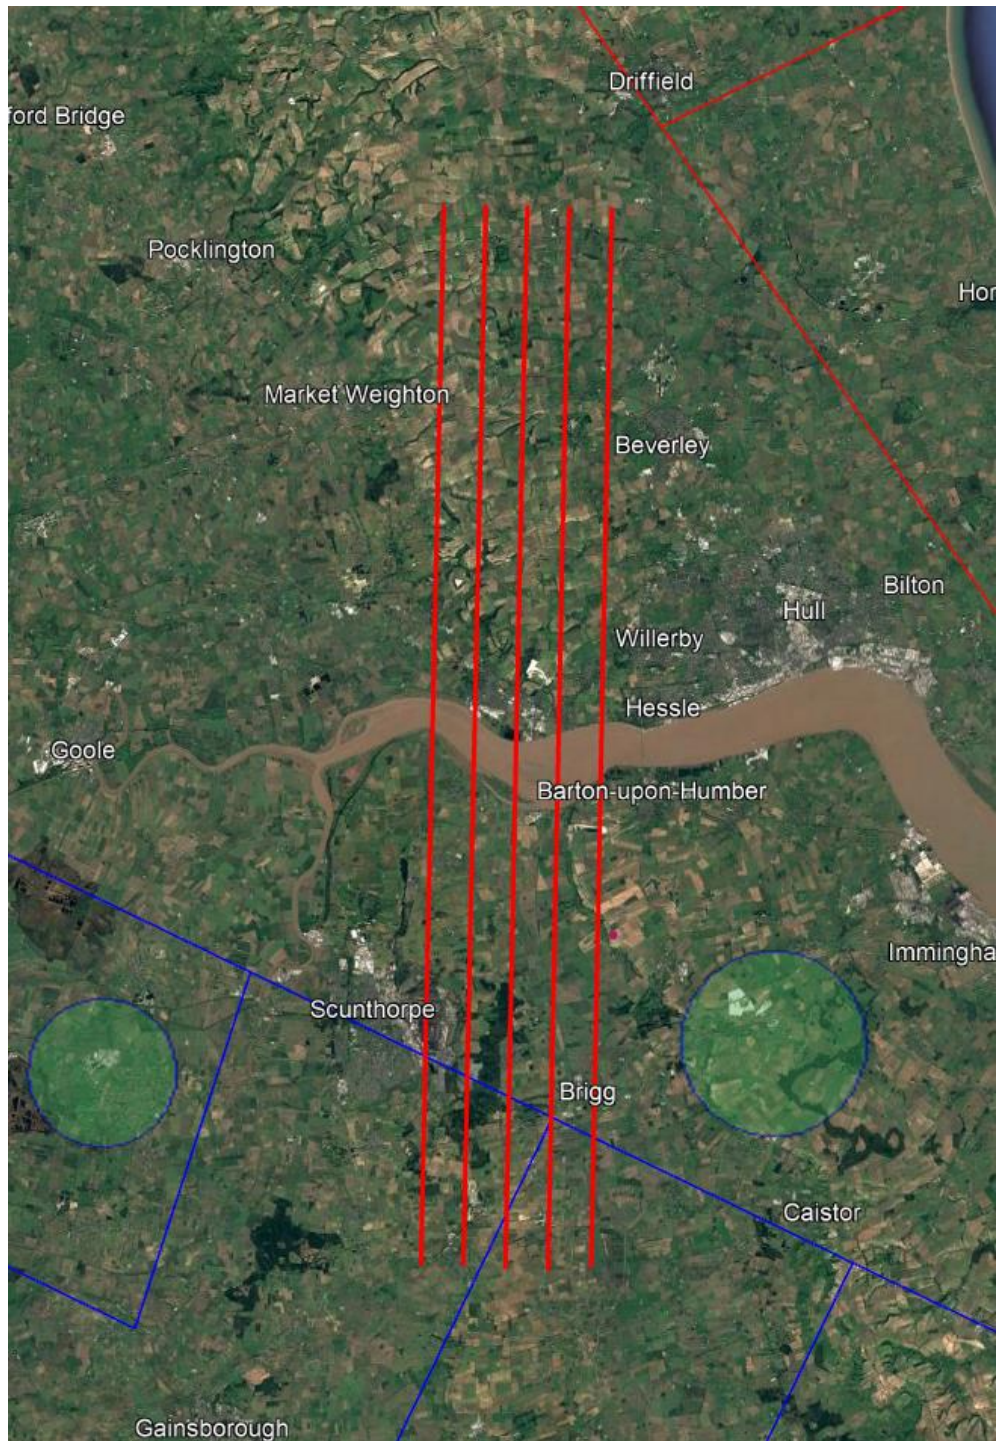 Driffield
ford Bridge
Pocklington
Hor
Market Weighton
Beverley
Bilton
Hull
Willerby
Hessle
Goole
Barton-upon-Humber
Immingha
Scunthorpe
Brigg
Caistor
Gainsborough